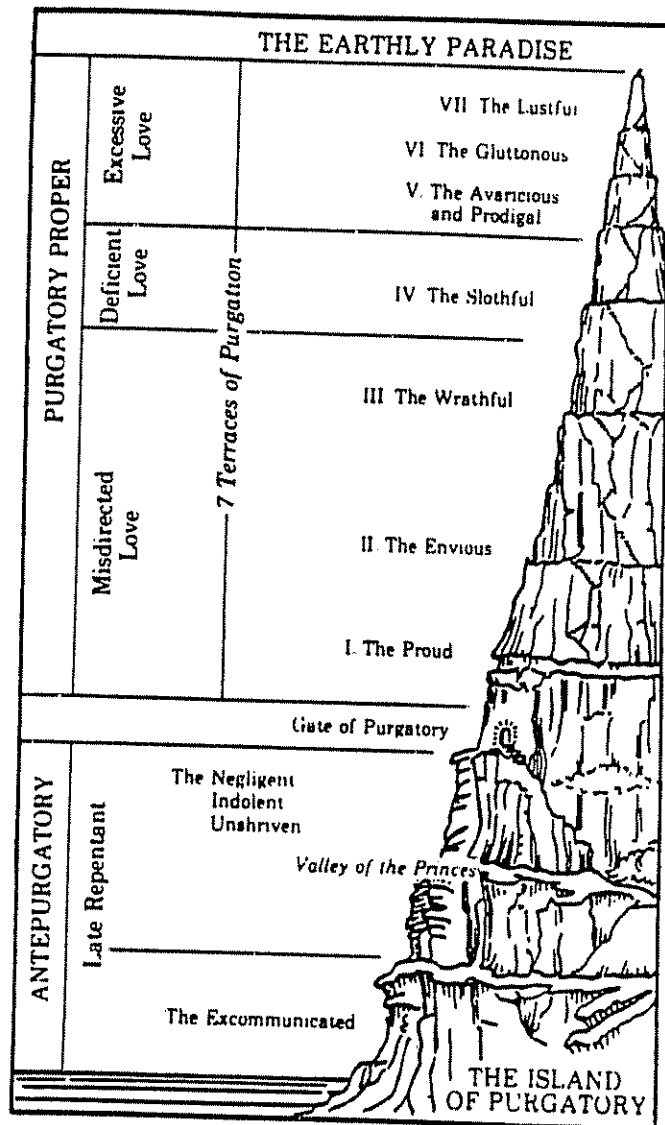 THE EARTHLY PARADISE
PURGATORY PROPER
Excessive
Love
VII The Lustful
VI The Gluttonous
V. The Avaricious
and Prodigal
Deficient
Love
IV The Slothful
7 Terraces of Purgation
Misdirected
Love
III The Wrathful
II. The Envious
I. The Proud
Gate of Purgatory
ANTEPURGATORY
Late Repentant
The Negligent
Indolent
Unshriven
Valley of the Princes
The Excommunicated
THE ISLAND
OF PURGATORY